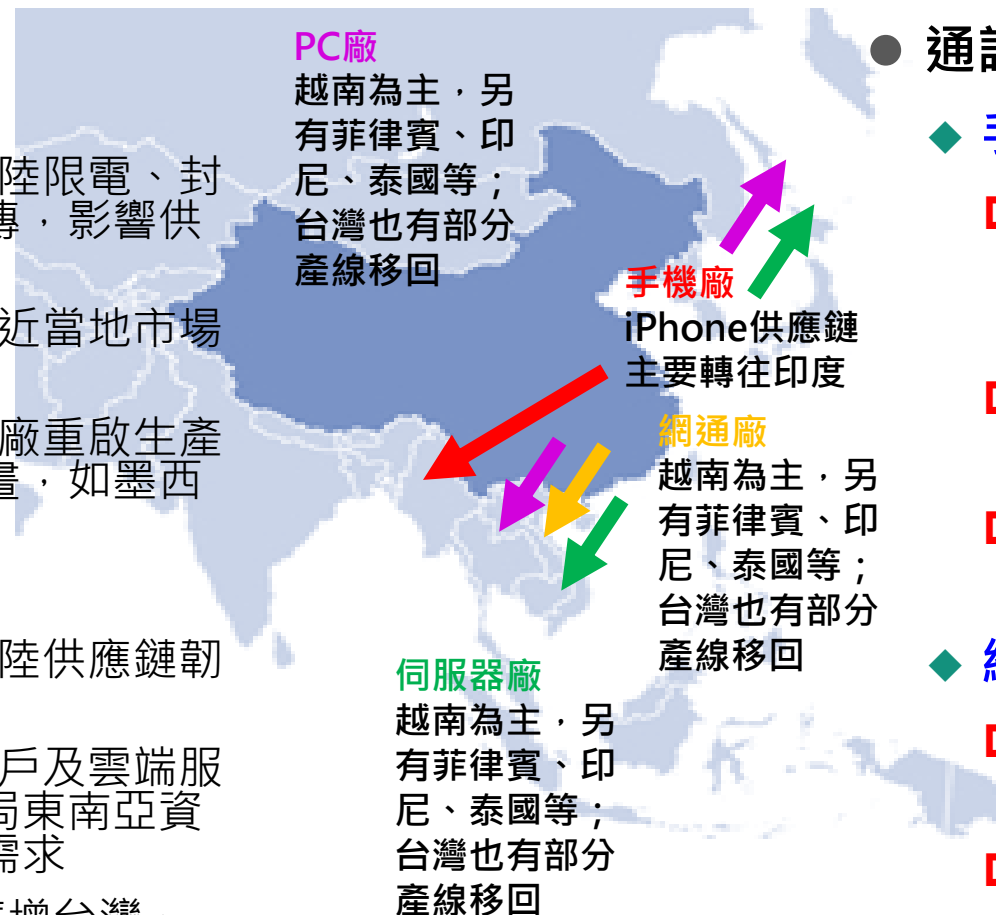 陸限電、封
傳，影響供
近當地市場
廠重啟生產
畫，如墨西
陸供應鏈韌
戶及雲端服
局東南亞資
需求
增台灣、
PC廠
越南為主，另
有菲律賓、印
尼、泰國等；
台灣也有部分
產線移回
手機廠
iPhone供應鏈
主要轉往印度
網通廠
越南為主，另
有菲律賓、印
尼、泰國等；
台灣也有部分
產線移回
伺服器廠
越南為主，另
有菲律賓、印
尼、泰國等；
台灣也有部分
產線移回
通